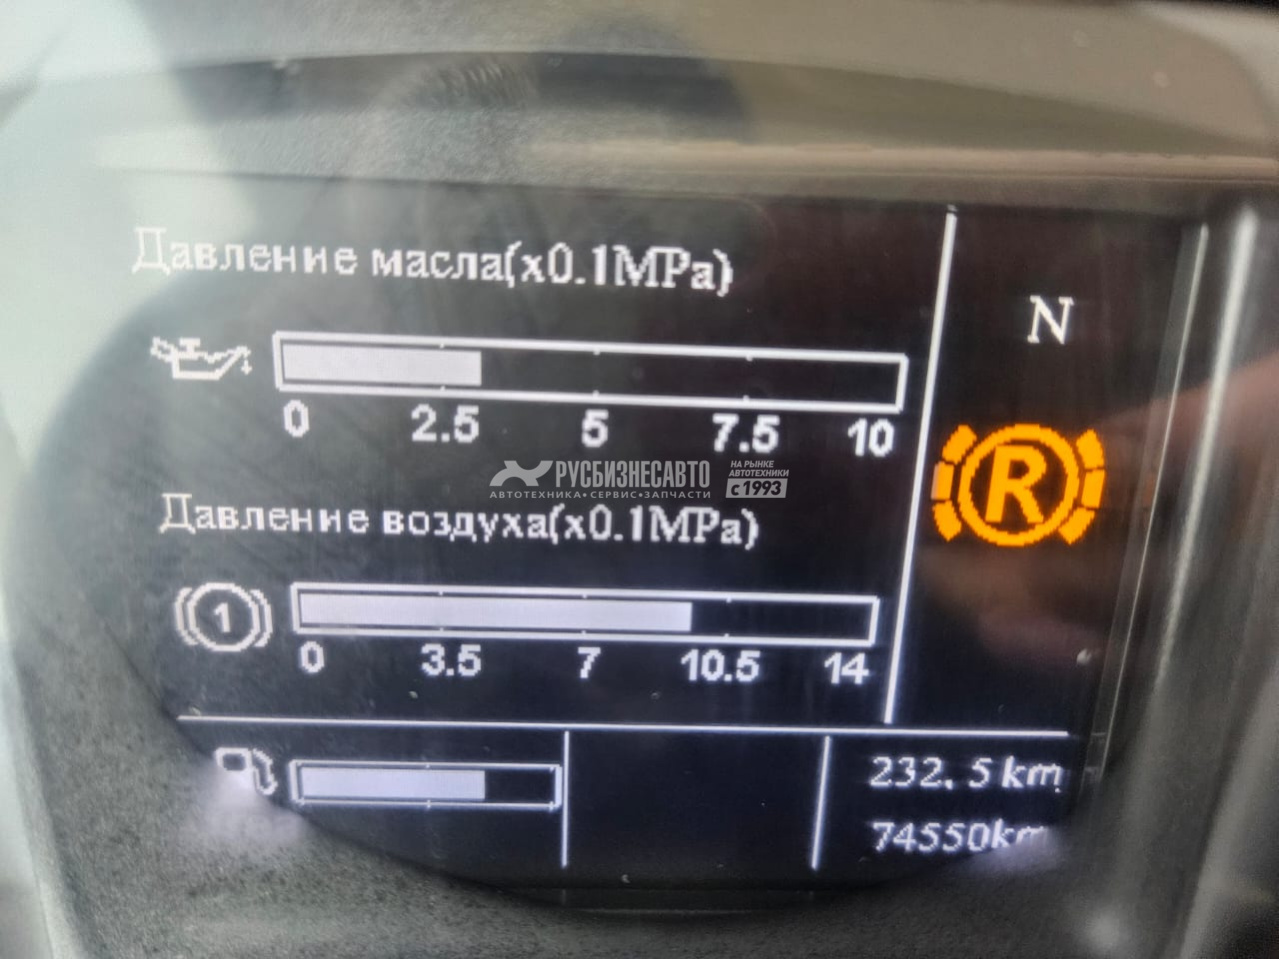 Давление масла(x0.1MPa)
N
0 2.5 5 7.5 10
R
РУСБИЗНЕСАВТО
АВТОТЕХНИКА•СЕРВИС•ЗАПЧАСТИ
НА РЫНКЕ
АВТОТЕХНИКИ
с 1993
Давление воздуха(x0.1MPa)
1
0 3.5 7 10.5 14
232.5 km
74550km